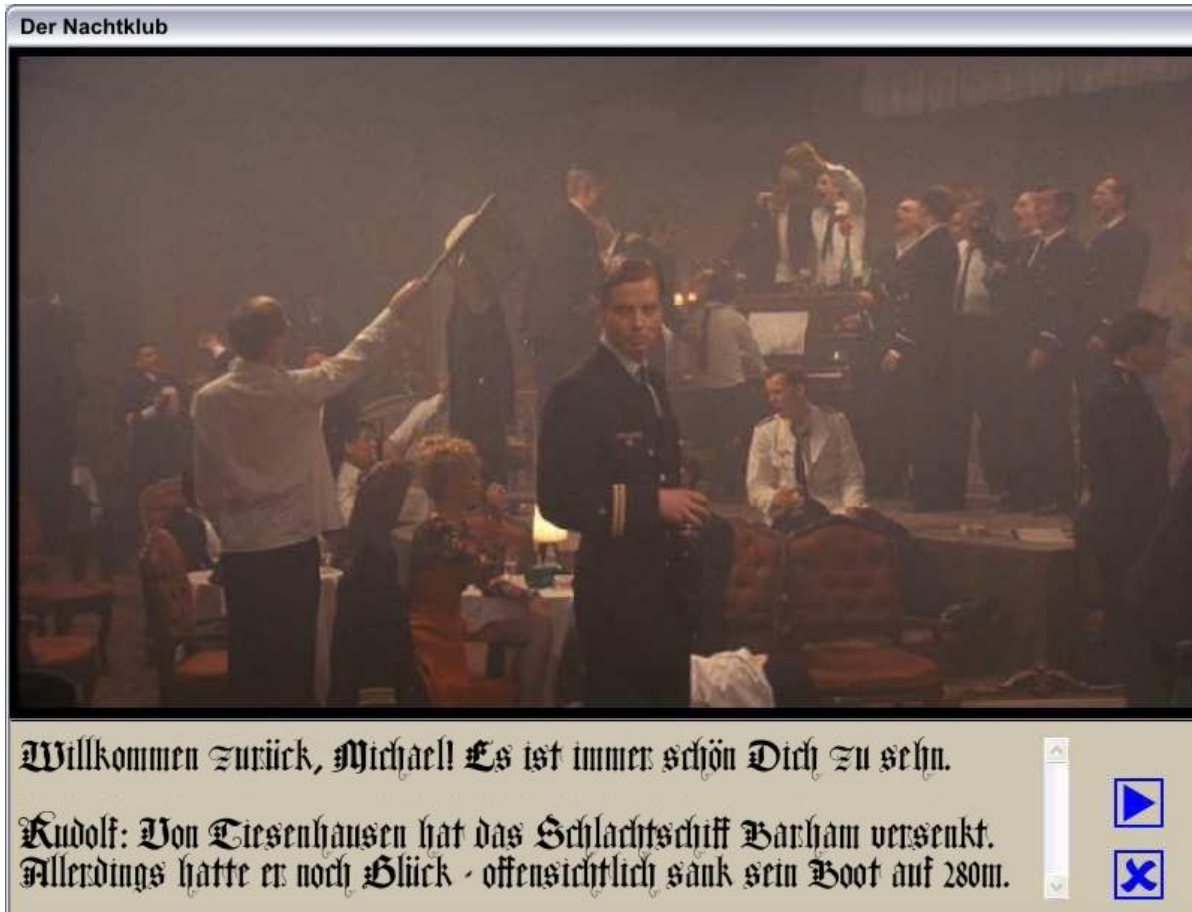 Der Nachtklub
Willkommen zurück, Michael! Es ist immer schön Dich zu sehn.
Rudolf: Von Tiesenhausen hat das Schlachtschiff Barham versenkt.
Allerdings hatte er noch Glück - offensichtlich sank sein Boot auf 280m.